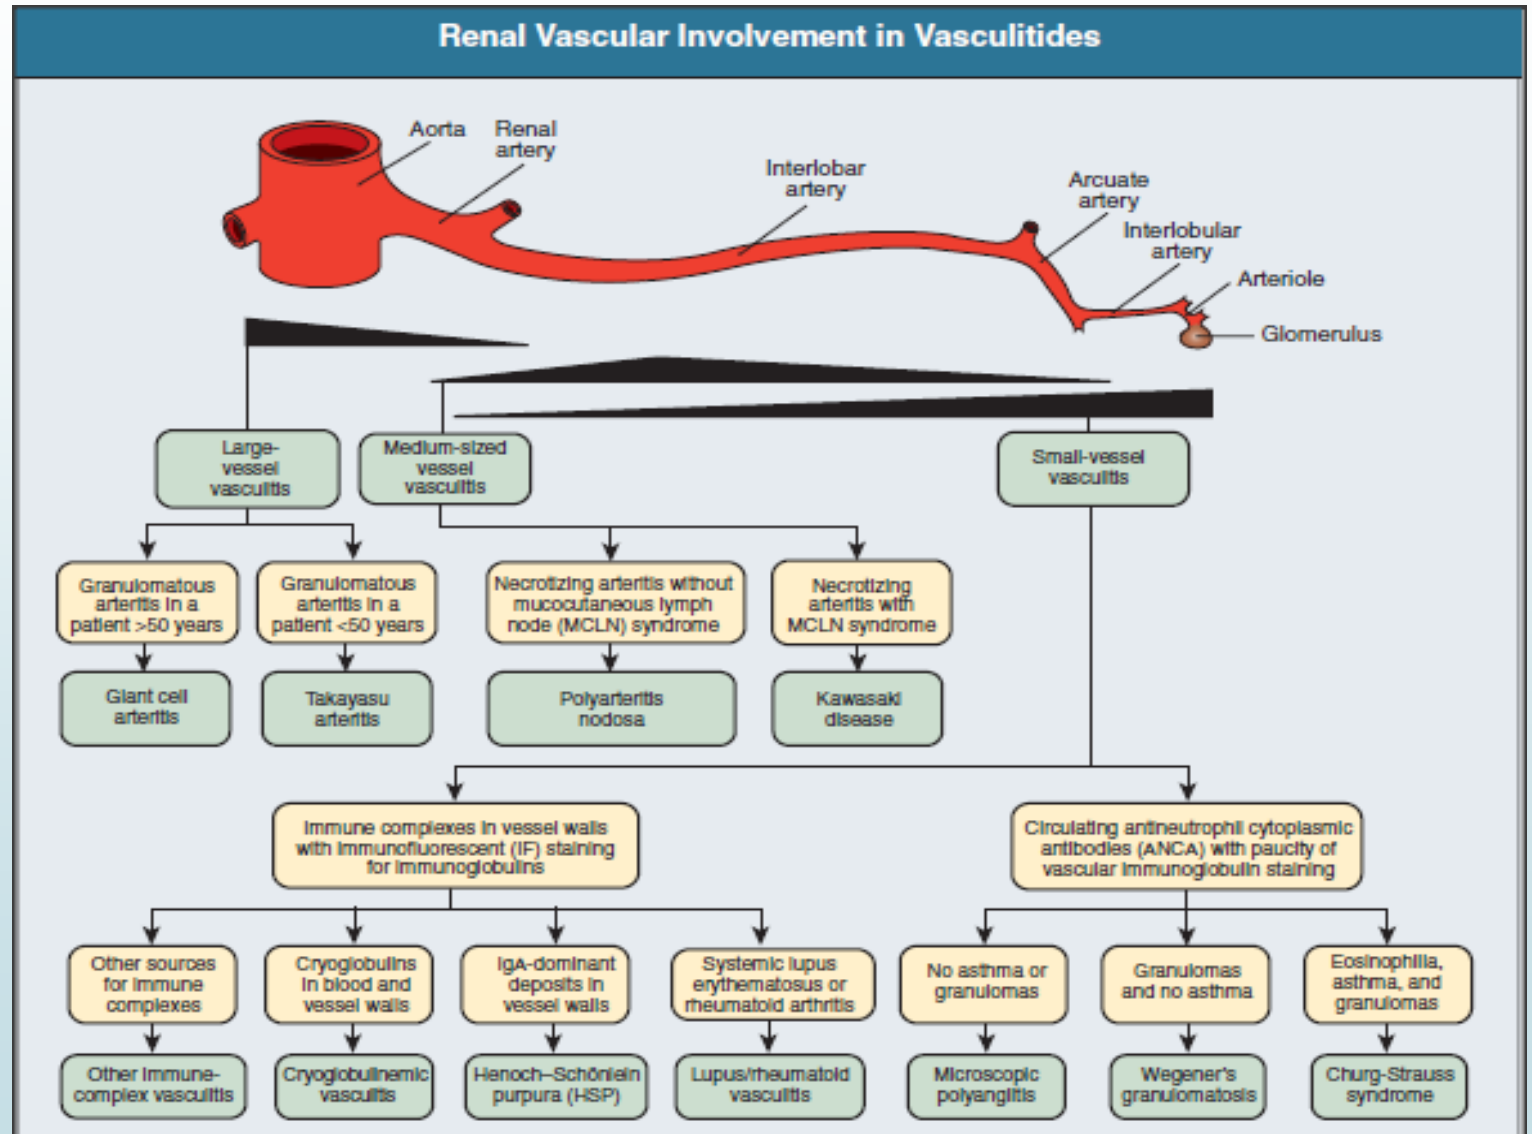 Renal Vascular Involvement in Vasculitides
Aorta
Renal
artery
Interlobar
artery
Arcuate
artery
Interlobular
artery
Arteriole
Glomerulus
Large-
vessel
vasculitis
Medium-sized
vessel
vasculitis
Small-vessel
vasculitis
Granulomatous
arteritis in a
patient >50 years
Granulomatous
arteritis in a
patient <50 years
Necrotizing arteritis without
mucocutaneous lymph
node (MCLN) syndrome
Necrotizing
arteritis with
MCLN syndrome
Giant cell
arteritis
Takayasu
arteritis
Polyarteritis
nodosa
Kawasaki
disease
Immune complexes in vessel walls
with immunofluorescent (IF) staining
for immunoglobulins
Circulating antineutrophil cytoplasmic
antibodies (ANCA) with paucity of
vascular immunoglobulin staining
Other sources
for immune
complexes
Cryoglobulins
in blood and
vessel walls
IgA-dominant
deposits in
vessel walls
Systemic lupus
erythematosus or
rheumatoid arthritis
No asthma or
granulomas
Granulomas
and no asthma
Eosinophilia,
asthma, and
granulomas
Other immune-
complex vasculitis
Cryoglobulinemic
vasculitis
Henoch–Schönlein
purpura (HSP)
Lupus/rheumatoid
vasculitis
Microscopic
polyangiitis
Wegener's
granulomatosis
Churg-Strauss
syndrome